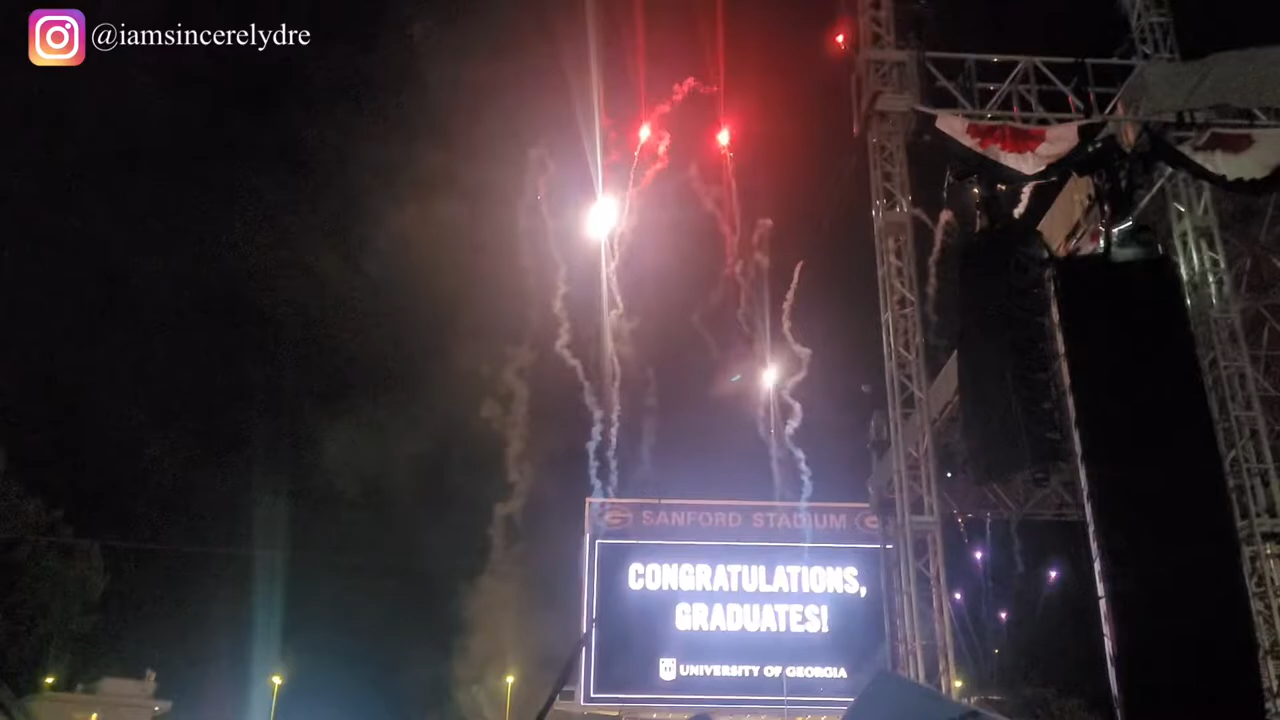 @iamsincerelydre
SANFORD STADIUM
CONGRATULATIONS,
GRADUATES!
UNIVERSITY OF GEORGIA